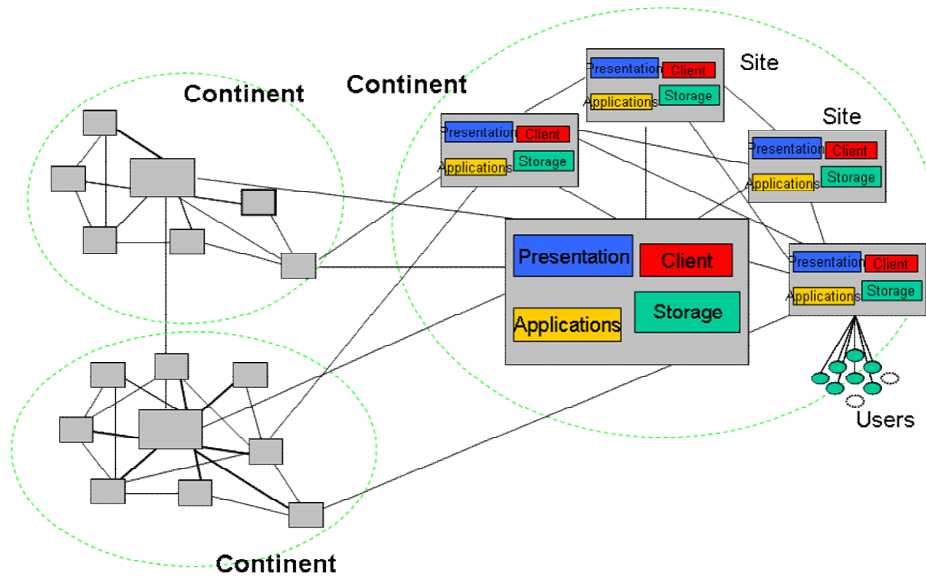 Continent
Continent
Site
Presentation
Client
Applications
Storage
Site
Presentation
Client
Applications
Storage
Presentation
Client
Applications
Storage
Presentation
Client
Applications
Storage
Presentation
Client
Applications
Storage
Users
Continent